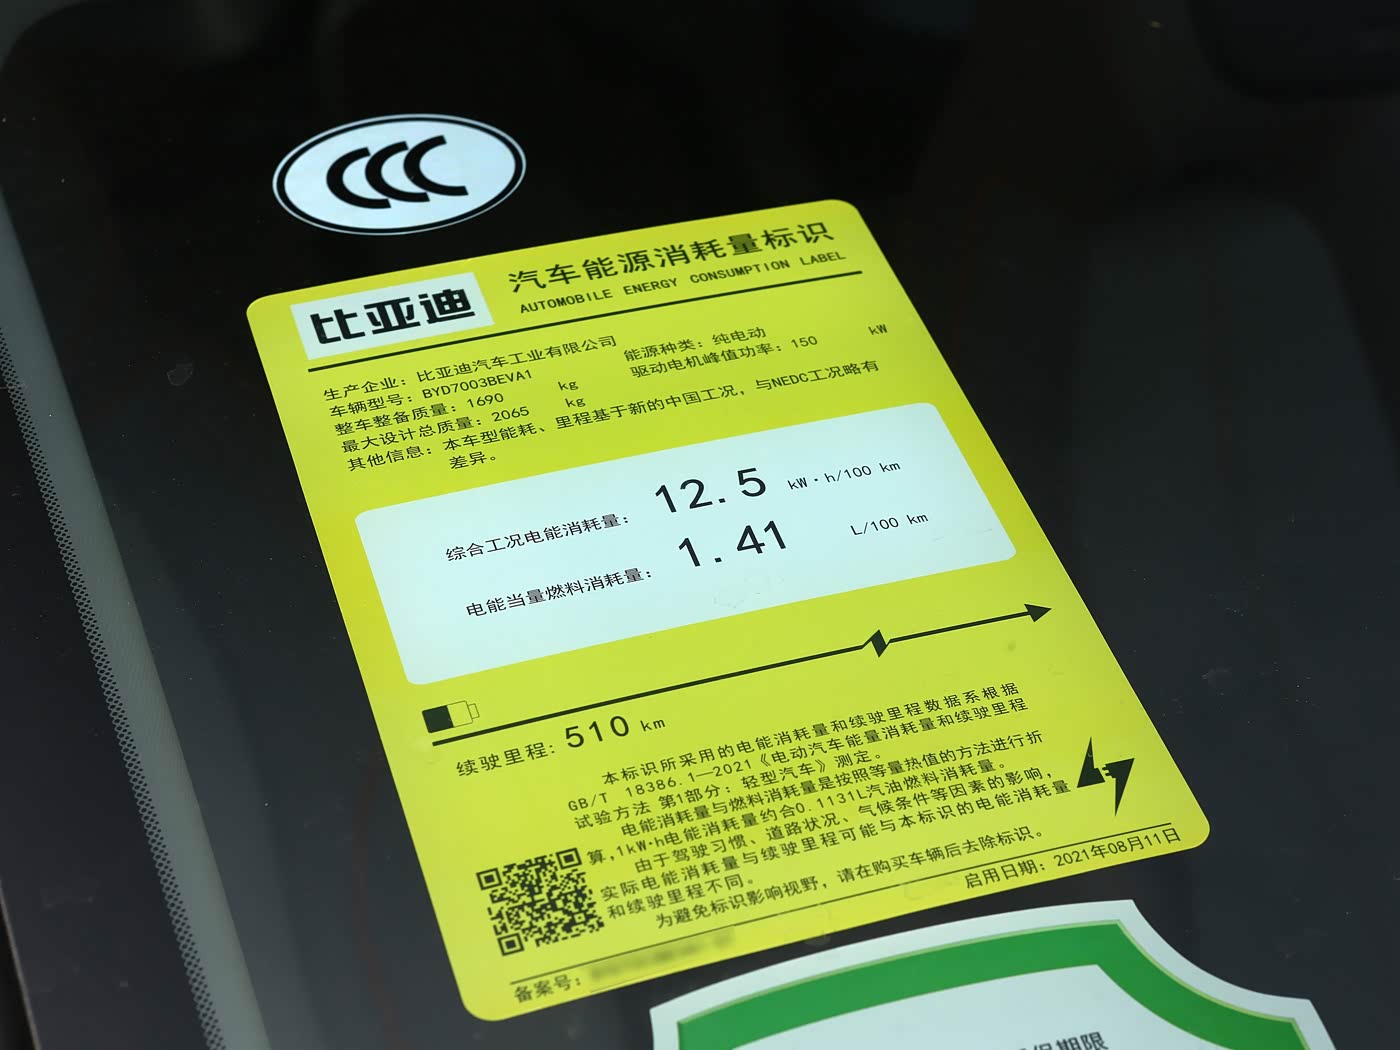 CCC
比亚迪
汽车能源消耗量标识
AUTOMOBILE ENERGY CONSUMPTION LABEL
生产企业：比亚迪汽车工业有限公司
能源种类：纯电动
车辆型号：BYD7003BEVA1
驱动电机峰值功率：150 kW
整车整备质量：1690 kg
最大设计总质量：2065 kg
其他信息：本车型能耗、里程基于新的中国工况，与NEDC工况略有
差异。
综合工况电能消耗量： 12.5 kW·h/100 km
电能当量燃料消耗量： 1.41 L/100 km
续驶里程：510 km
本标识所采用的电能消耗量和续驶里程数据系根据
GB/T 18386.1—2021《电动汽车能量消耗量和续驶里程
试验方法 第1部分：轻型汽车》测定。
电能消耗量与燃料消耗量是按照等量热值的方法进行折
算,1kW·h电能消耗量约合0.1131L汽油燃料消耗量。
由于驾驶习惯、道路状况、气候条件等因素的影响，
实际电能消耗量与续驶里程可能与本标识的电能消耗量
和续驶里程不同。
为避免标识影响视野，请在购买车辆后去除标识。
备案号：
启用日期：2021年08月11日
期限